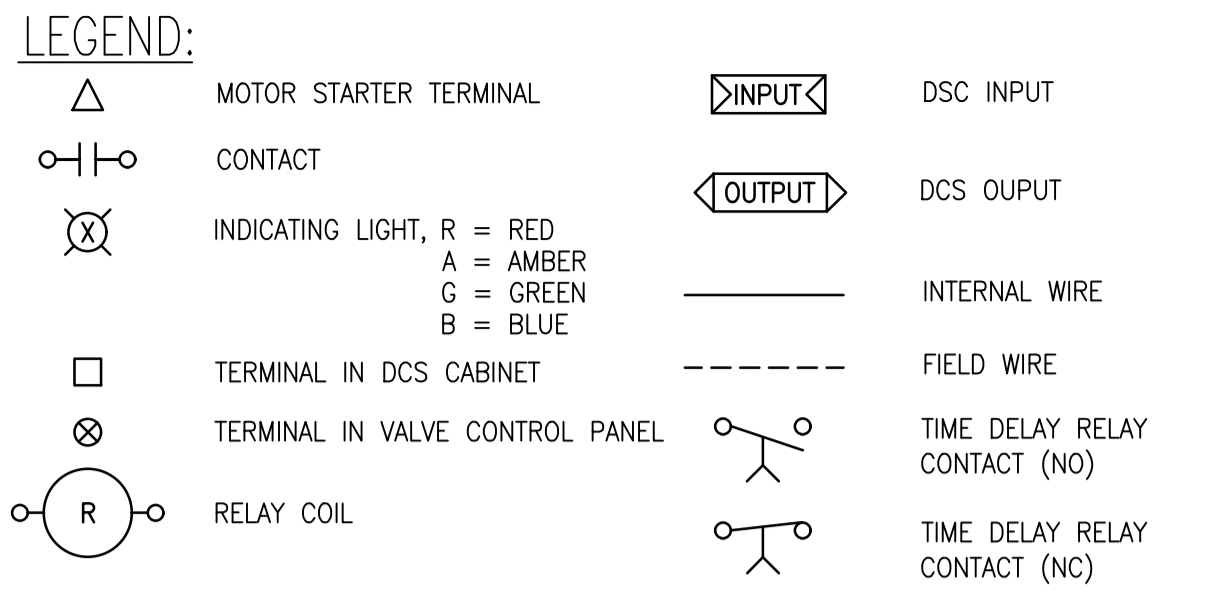 LEGEND:
MOTOR STARTER TERMINAL
CONTACT
X
INDICATING LIGHT, R = RED
A = AMBER
G = GREEN
B = BLUE
TERMINAL IN DCS CABINET
TERMINAL IN VALVE CONTROL PANEL
R
RELAY COIL
INPUT
DSC INPUT
OUTPUT
DCS OUPUT
INTERNAL WIRE
FIELD WIRE
TIME DELAY RELAY
CONTACT (NO)
TIME DELAY RELAY
CONTACT (NC)